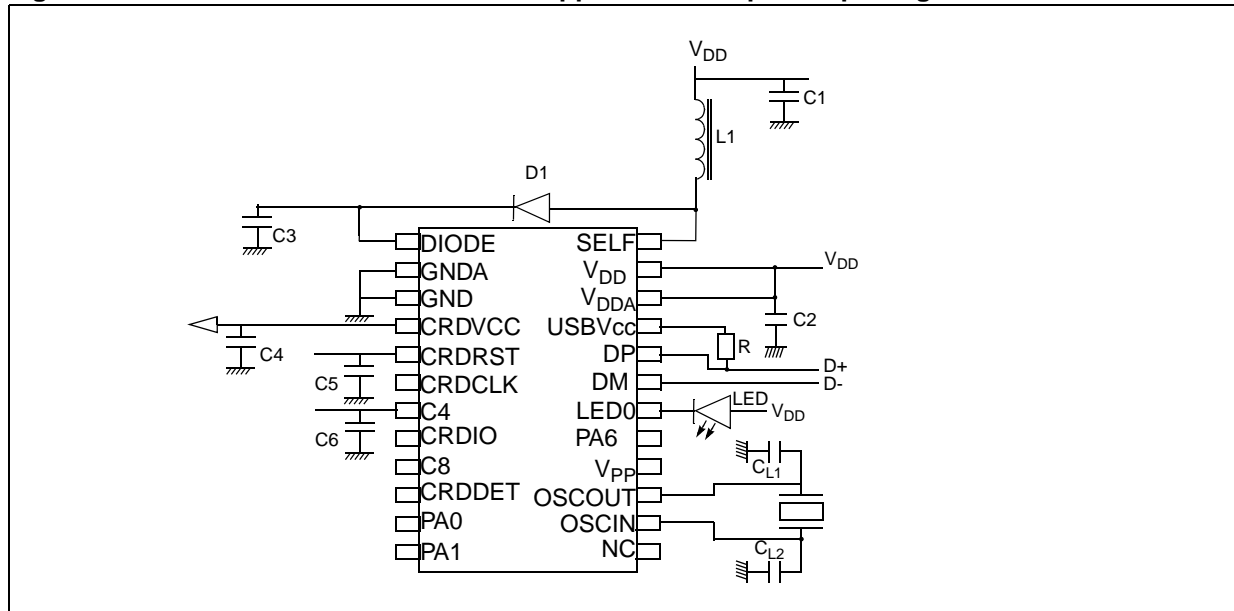 V_DD
C1
L1
D1
C3
DIODE
SELF
GNDA
V_DD
V_DD
GND
V_DDA
CRDVCC
USBVcc
C2
C4
R
CRDRST
DP
D+
C5
CRDCLK
DM
D-
LED
C4
LED0
V_DD
C6
CRDIO
PA6
C8
V_PP
C_L1
CRDDET
OSCOUT
PA0
OSCIN
PA1
NC
C_L2